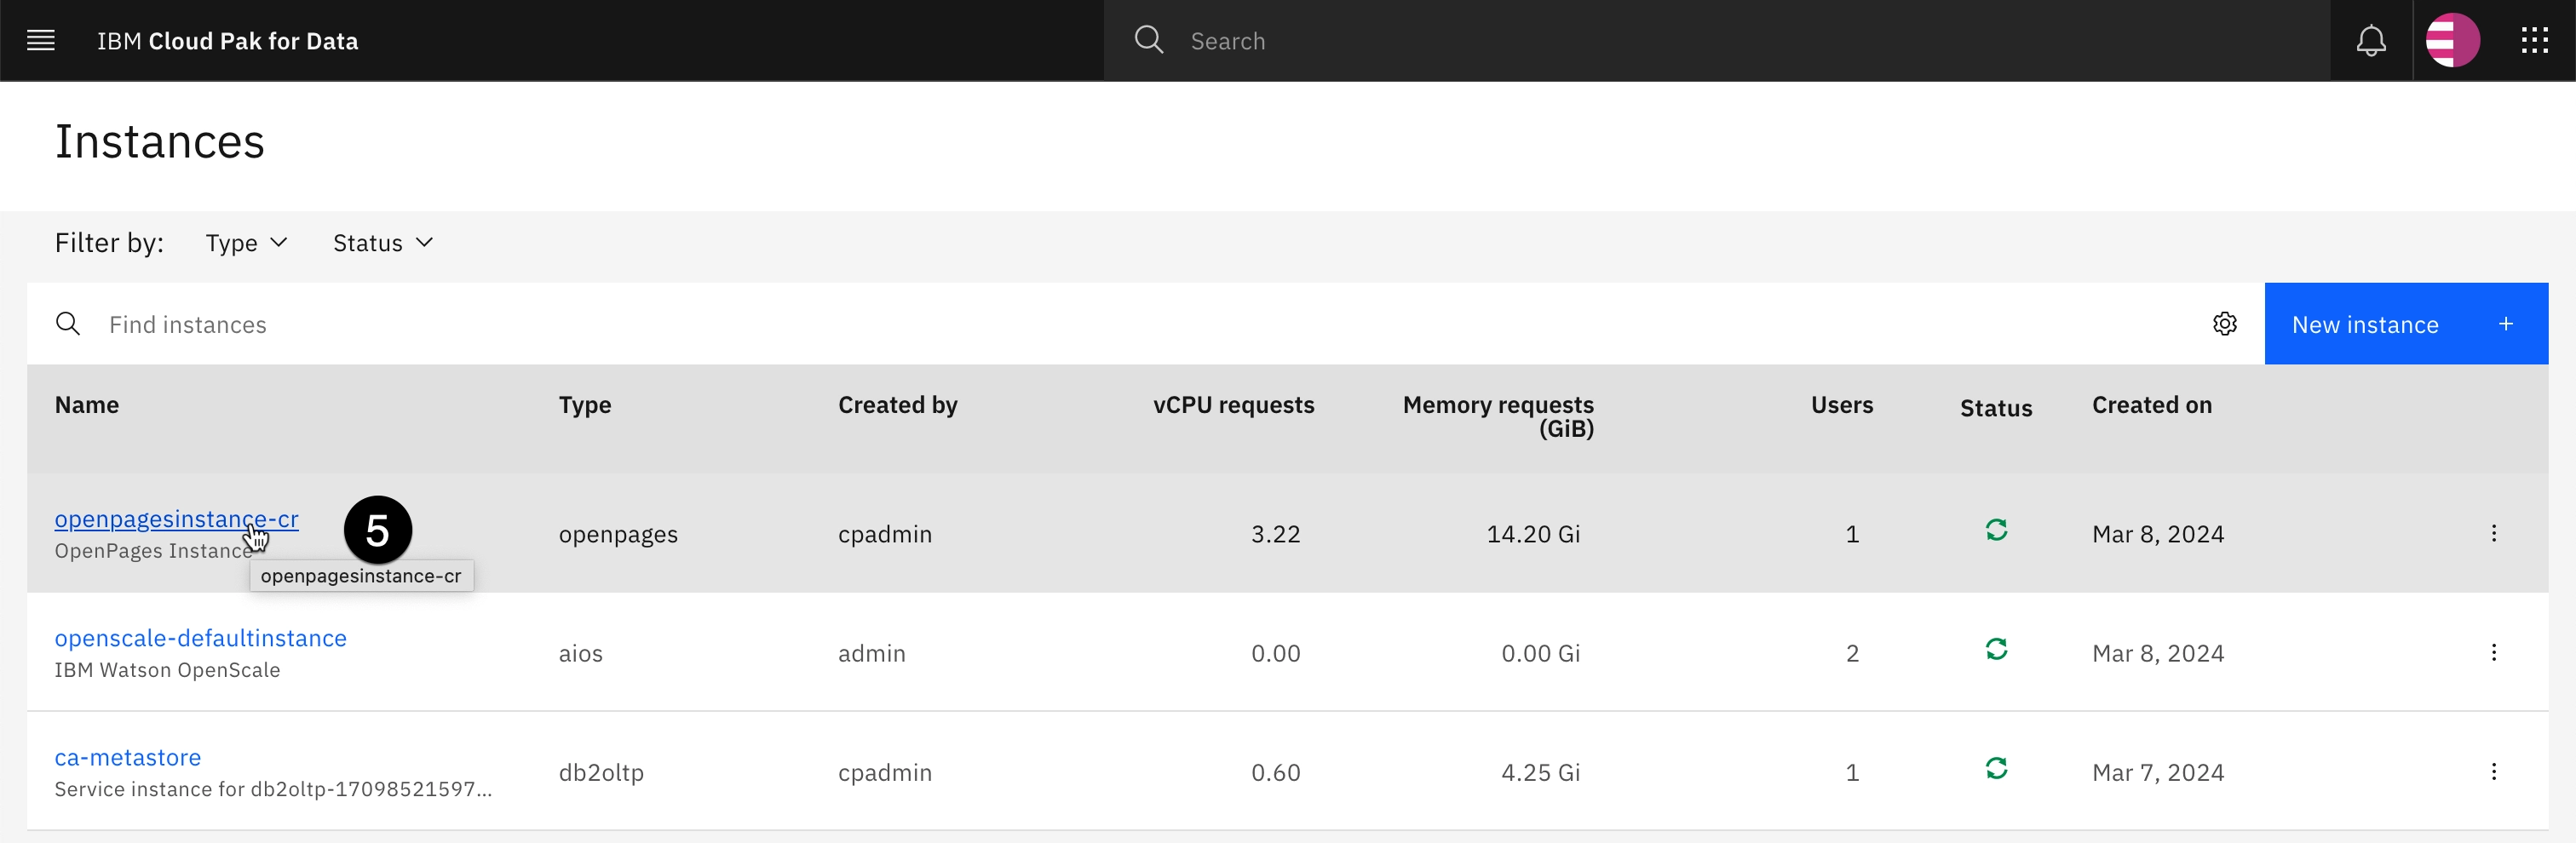 IBM Cloud Pak for Data
Search
Instances
Filter by: Type Status
Find instances
New instance +
Name Type Created by vCPU requests Memory requests (GiB) Users Status Created on
openpagesinstance-cr
OpenPages Instance
5
openpagesinstance-cr
openpages cpadmin 3.22 14.20 Gi 1 Mar 8, 2024
openscale-defaultinstance
IBM Watson OpenScale
aios admin 0.00 0.00 Gi 2 Mar 8, 2024
ca-metastore
Service instance for db2oltp-17098521597...
db2oltp cpadmin 0.60 4.25 Gi 1 Mar 7, 2024